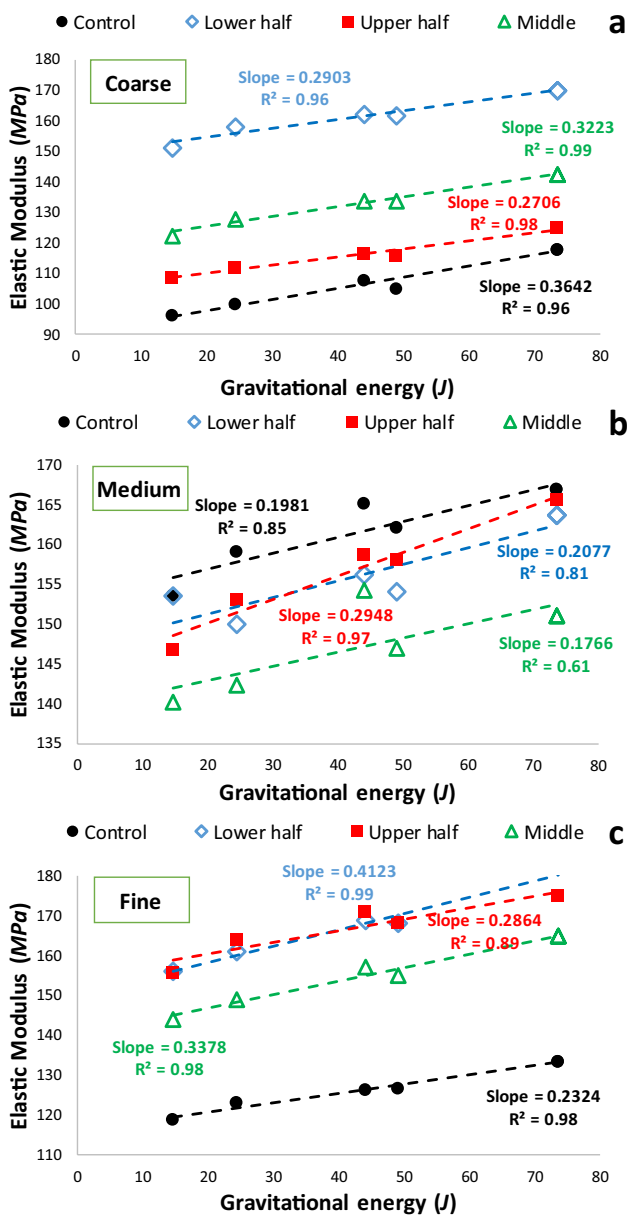 Control Lower half Upper half Middle a
Coarse
Elastic Modulus (MPa)
180
170
160
150
140
130
120
110
100
90
Slope = 0.2903
R² = 0.96
Slope = 0.3223
R² = 0.99
Slope = 0.2706
R² = 0.98
Slope = 0.3642
R² = 0.96
0 10 20 30 40 50 60 70 80
Gravitational energy (J)
Control Lower half Upper half Middle b
Medium
Elastic Modulus (MPa)
170
165
160
155
150
145
140
135
Slope = 0.1981
R² = 0.85
Slope = 0.2077
R² = 0.81
Slope = 0.2948
R² = 0.97
Slope = 0.1766
R² = 0.61
0 10 20 30 40 50 60 70 80
Gravitational energy (J)
Control Lower half Upper half Middle c
Fine
Elastic Modulus (MPa)
180
170
160
150
140
130
120
110
Slope = 0.4123
R² = 0.99
Slope = 0.2864
R² = 0.89
Slope = 0.3378
R² = 0.98
Slope = 0.2324
R² = 0.98
0 10 20 30 40 50 60 70 80
Gravitational energy (J)